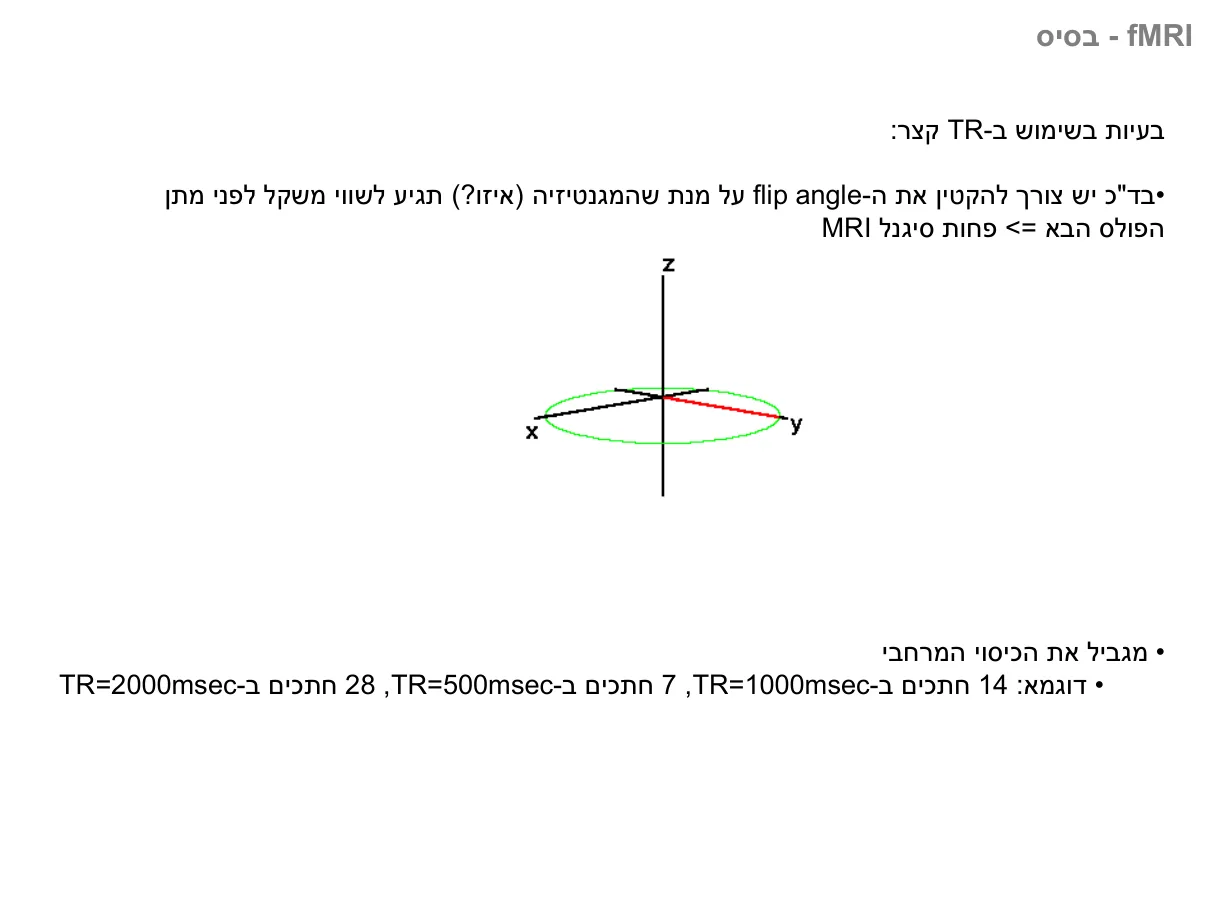 fMRI - בסיס
בעיות בשימוש ב-TR קצר:
•בד"כ יש צורך להקטין את ה-flip angle על מנת שהמגנטיזיה (איזו?) תגיע לשווי משקל לפני מתן
הפולס הבא => פחות סיגנל MRI
z
x
y
• מגביל את הכיסוי המרחבי
• דוגמא: 14 חתכים ב-TR=1000msec, 7 חתכים ב-TR=500msec, 28 חתכים ב-TR=2000msec